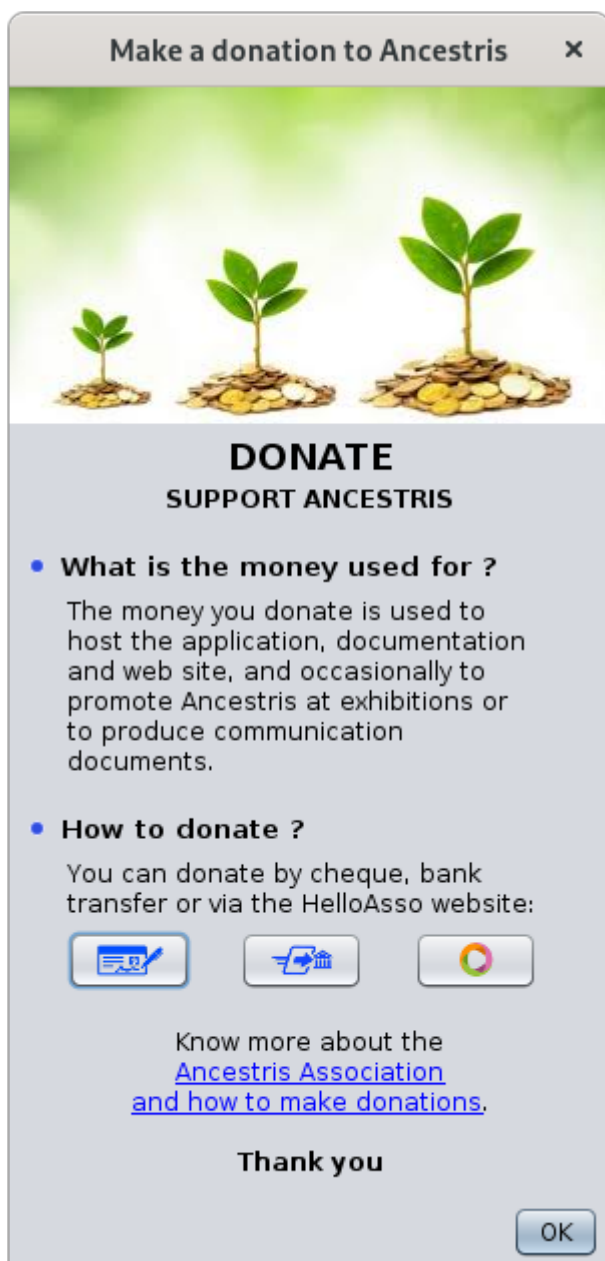 Make a donation to Ancestris
DONATE
SUPPORT ANCESTRIS
What is the money used for ?
The money you donate is used to
host the application, documentation
and web site, and occasionally to
promote Ancestris at exhibitions or
to produce communication
documents.
How to donate ?
You can donate by cheque, bank
transfer or via the HelloAsso website:
Know more about the
Ancestris Association
and how to make donations.
Thank you
OK